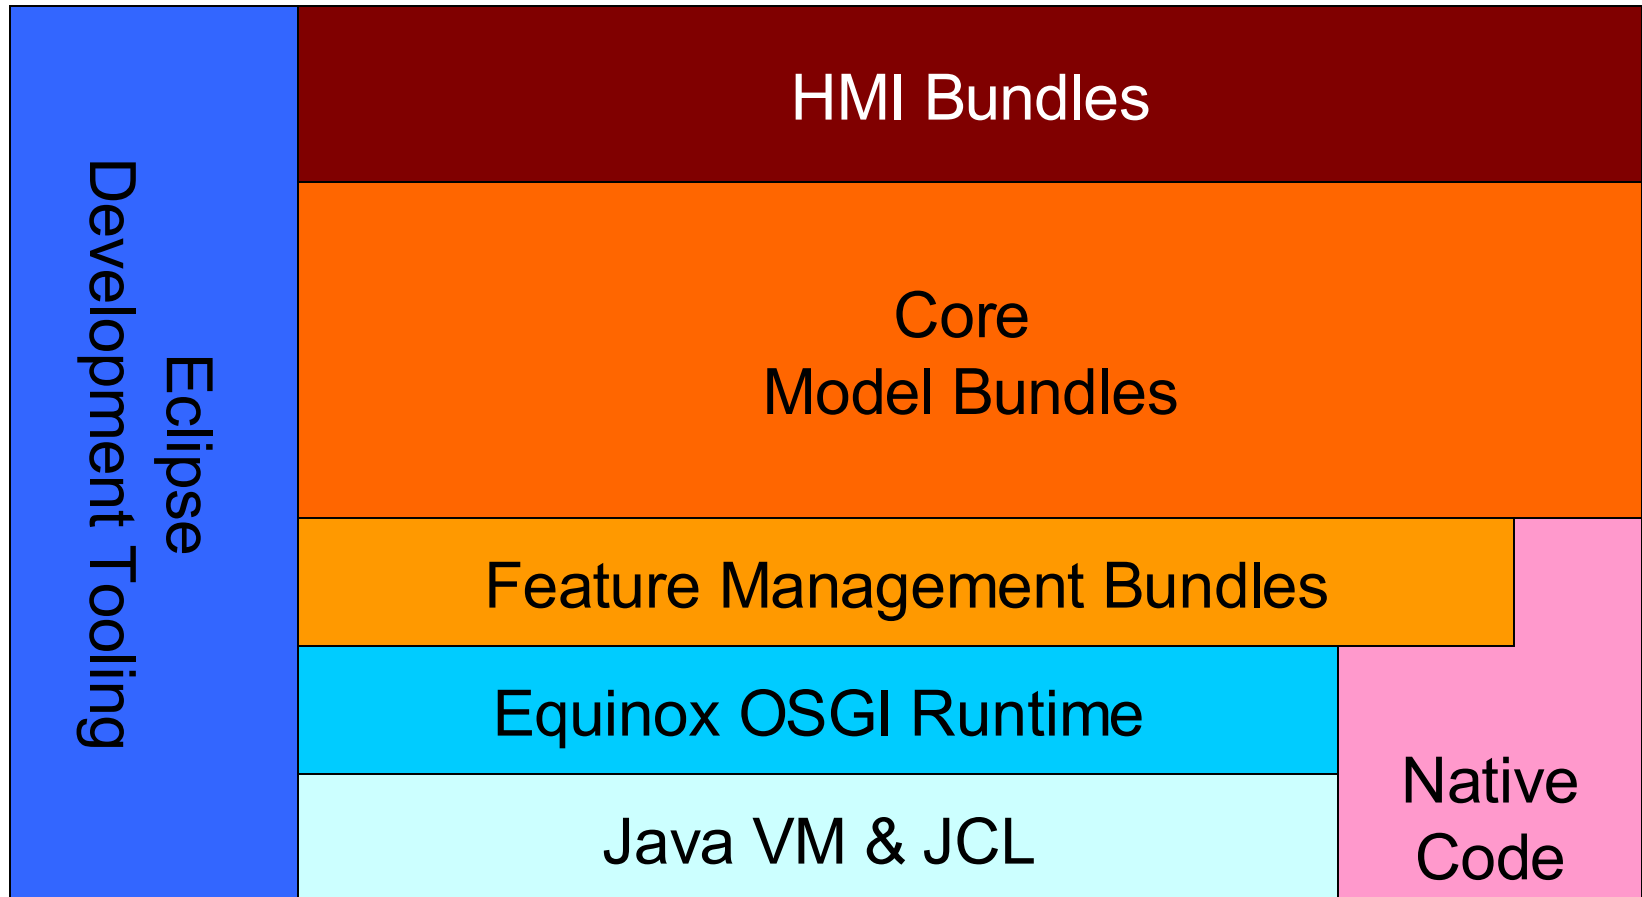 Eclipse
Development Tooling
HMI Bundles
Core
Model Bundles
Feature Management Bundles
Equinox OSGI Runtime
Java VM & JCL
Native
Code